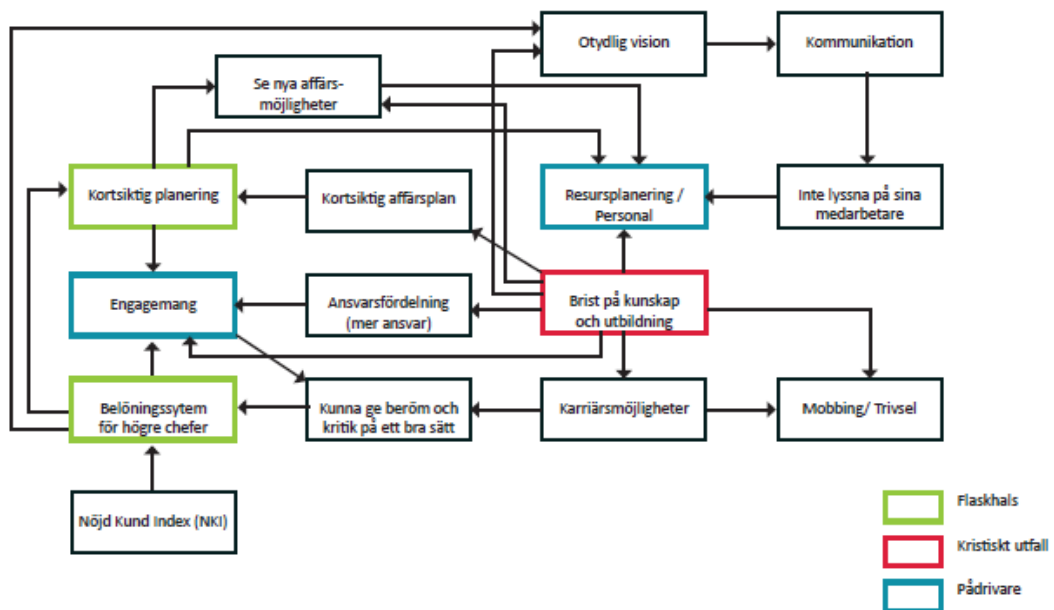 Otydlig vision
Kommunikation
Se nya affärs-
möjligheter
Kortsiktig planering
Kortsiktig affärsplan
Resursplanering /
Personal
Inte lyssna på sina
medarbetare
Engagemang
Ansvarsfördelning
(mer ansvar)
Brist på kunskap
och utbildning
Belöningssytem
för högre chefer
Kunna ge beröm och
kritik på ett bra sätt
Karriärsmöjligheter
Mobbing/ Trivsel
Nöjd Kund Index (NKI)
Flaskhals
Kristiskt utfall
Pådrivare